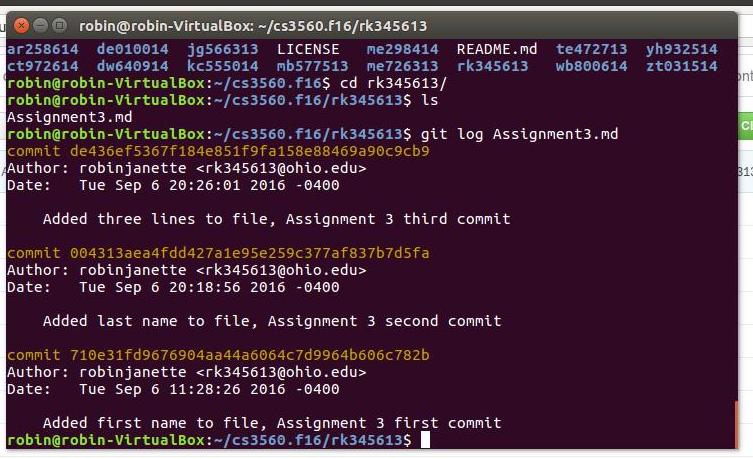 robin@robin-VirtualBox: ~/cs3560.f16/rk345613
ar258614 de010014 jg566313 LICENSE me298414 README.md te472713 yh932514
ct972614 dw640914 kc555014 mb577513 me726313 rk345613 wb800614 zt031514
robin@robin-VirtualBox:~/cs3560.f16$ cd rk345613/
robin@robin-VirtualBox:~/cs3560.f16/rk345613$ ls
Assignment3.md
robin@robin-VirtualBox:~/cs3560.f16/rk345613$ git log Assignment3.md
commit de436ef5367f184e851f9fa158e88469a90c9cb9
Author: robinjanette <rk345613@ohio.edu>
Date:   Tue Sep 6 20:26:01 2016 -0400
Added three lines to file, Assignment 3 third commit
commit 004313aea4fdd427a1e95e259c377af837b7d5fa
Author: robinjanette <rk345613@ohio.edu>
Date:   Tue Sep 6 20:18:56 2016 -0400
Added last name to file, Assignment 3 second commit
commit 710e31fd9676904aa44a6064c7d9964b606c782b
Author: robinjanette <rk345613@ohio.edu>
Date:   Tue Sep 6 11:28:26 2016 -0400
Added first name to file, Assignment 3 first commit
robin@robin-VirtualBox:~/cs3560.f16/rk345613$